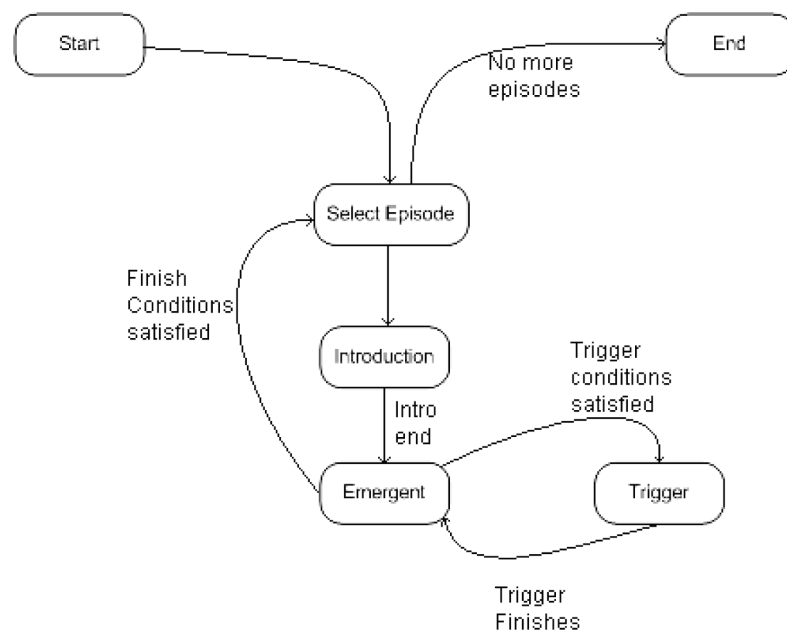 Start
End
No more
episodes
Select Episode
Finish
Conditions
satisfied
Introduction
Trigger
conditions
satisfied
Intro
end
Emergent
Trigger
Trigger
Finishes